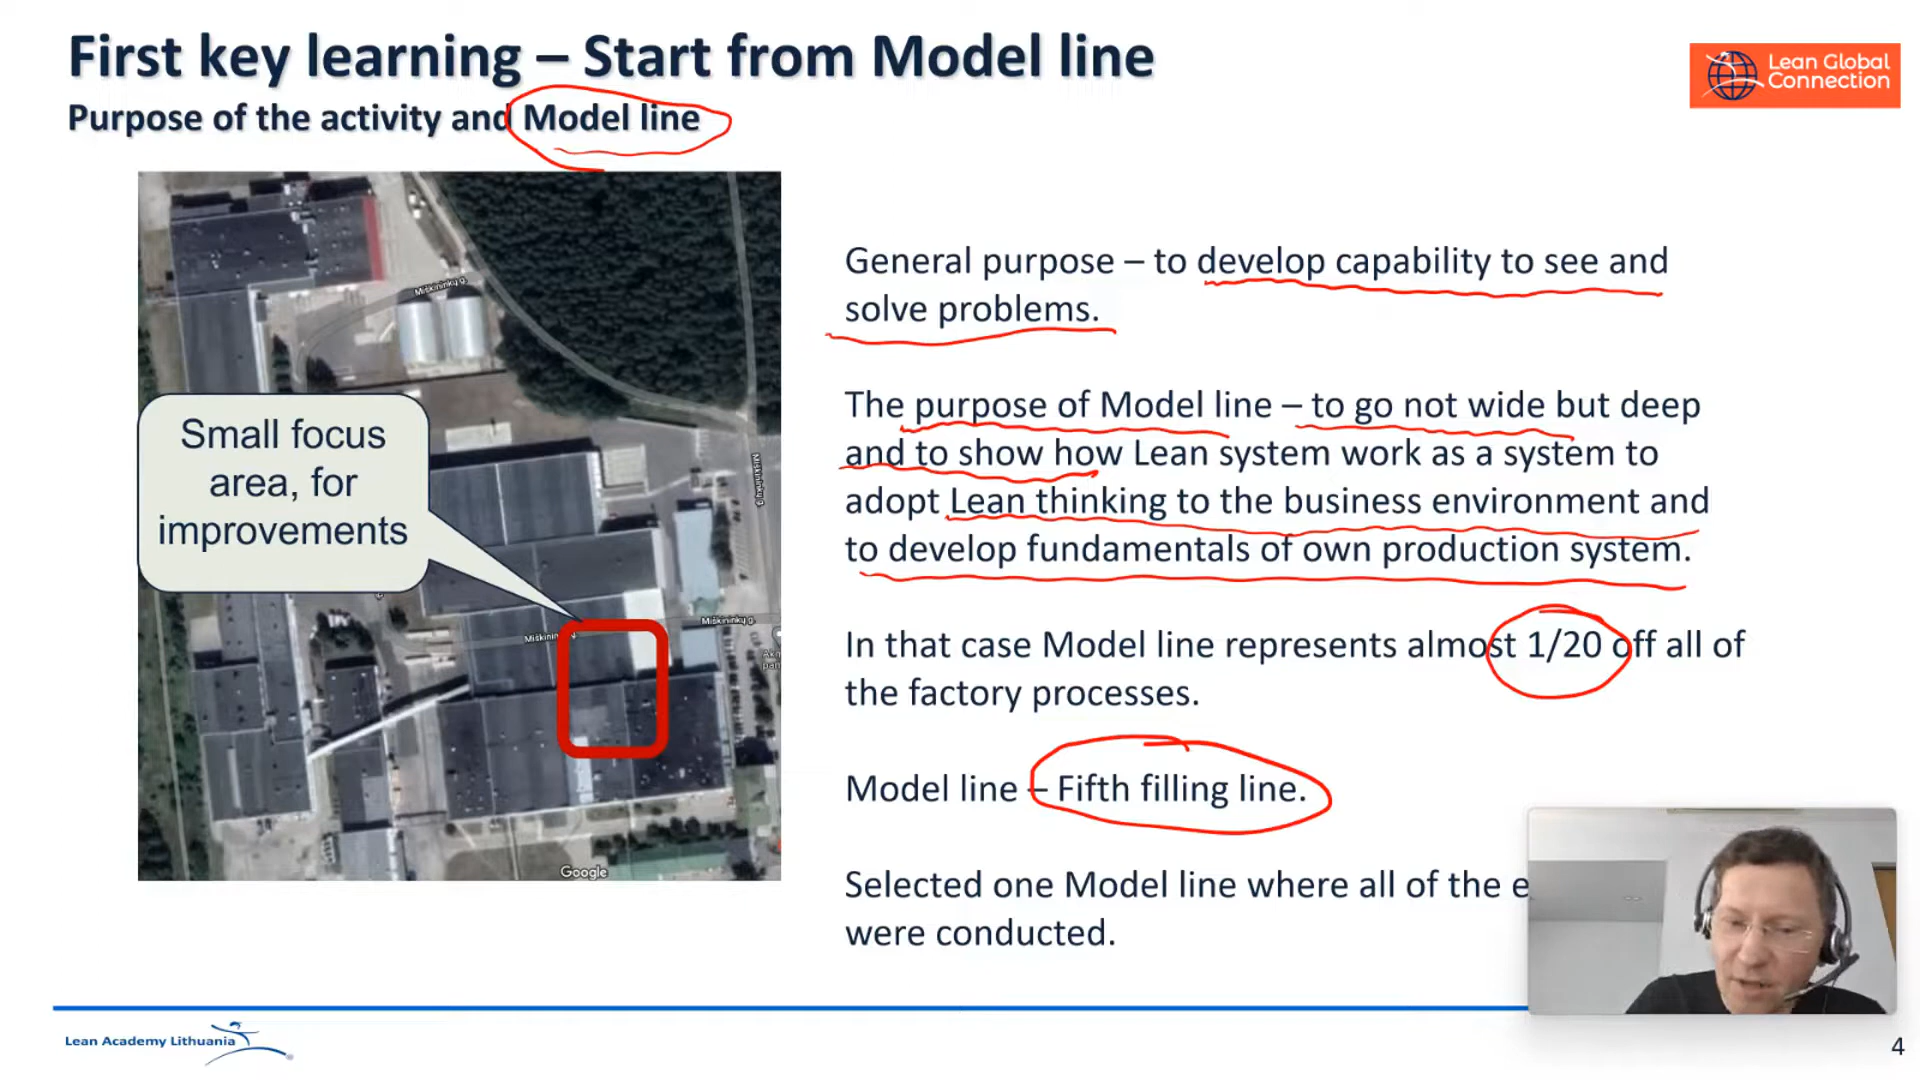 First key learning – Start from Model line
Purpose of the activity and Model line
Lean Global
Connection
Miškininkų g.
Small focus
area, for
improvements
Miškininkų g.
Google
General purpose – to develop capability to see and
solve problems.
The purpose of Model line – to go not wide but deep
and to show how Lean system work as a system to
adopt Lean thinking to the business environment and
to develop fundamentals of own production system.
In that case Model line represents almost 1/20 off all of
the factory processes.
Model line – Fifth filling line.
Selected one Model line where all of the
were conducted.
Lean Academy Lithuania
4